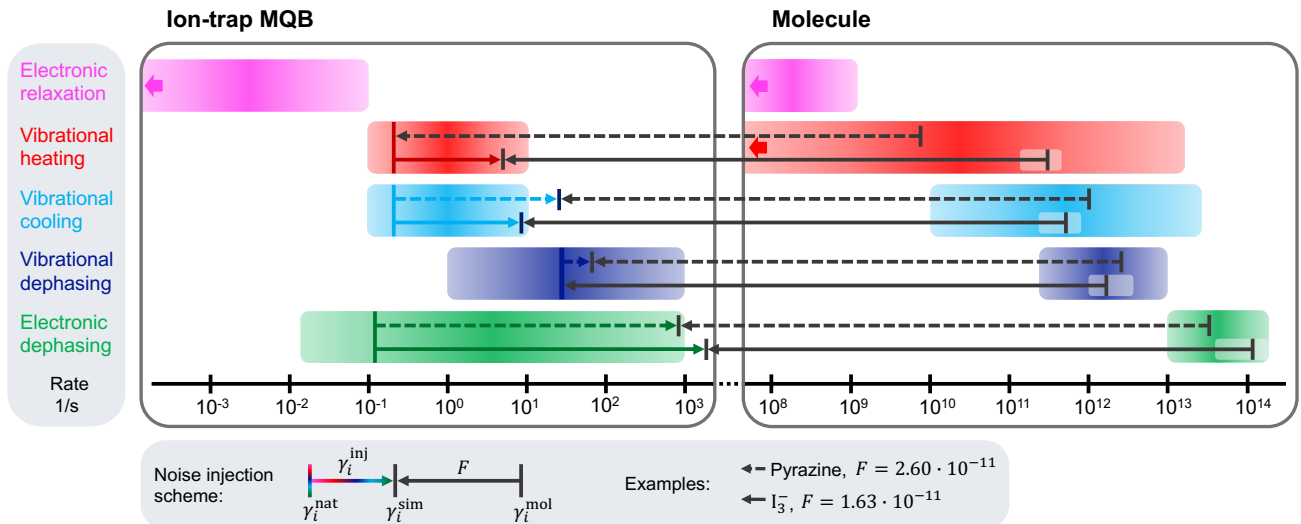 Ion-trap MQB
Molecule
Electronic
relaxation
Vibrational
heating
Vibrational
cooling
Vibrational
dephasing
Electronic
dephasing
Rate
1/s
10⁻³ 10⁻² 10⁻¹ 10⁰ 10¹ 10² 10³ 10⁸ 10⁹ 10¹⁰ 10¹¹ 10¹² 10¹³ 10¹⁴
Noise injection
scheme:
γᵢⁱⁿʲ
F
γᵢⁿᵃᵗ
γᵢˢⁱᵐ
γᵢᵐᵒˡ
Examples:
Pyrazine, F = 2.60 · 10⁻¹¹
I₃⁻, F = 1.63 · 10⁻¹¹